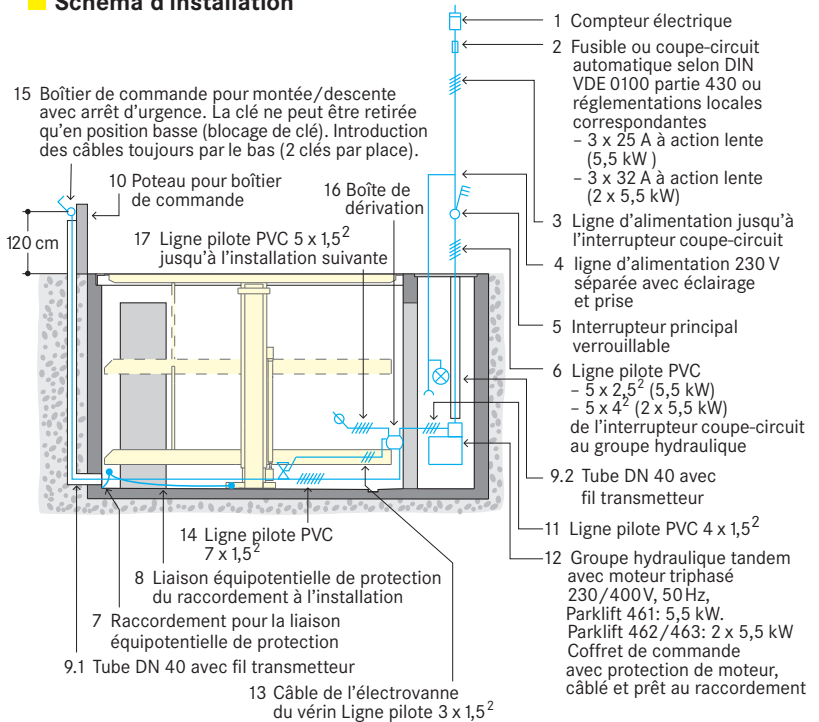 Schéma d'installation
1 Compteur électrique
2 Fusible ou coupe-circuit
automatique selon DIN
VDE 0100 partie 430 ou
réglementations locales
correspondantes
– 3 x 25 A à action lente
(5,5 kW )
– 3 x 32 A à action lente
(2 x 5,5 kW)
3 Ligne d'alimentation jusqu'à
l'interrupteur coupe-circuit
4 ligne d'alimentation 230 V
séparée avec éclairage
et prise
5 Interrupteur principal
verrouillable
6 Ligne pilote PVC
– 5 x 2,5² (5,5 kW)
– 5 x 4² (2 x 5,5 kW)
de l'interrupteur coupe-circuit
au groupe hydraulique
9.2 Tube DN 40 avec
fil transmetteur
11 Ligne pilote PVC 4 x 1,5²
12 Groupe hydraulique tandem
avec moteur triphasé
230/400V, 50Hz,
Parklift 461: 5,5 kW.
Parklift 462/463: 2 x 5,5 kW
Coffret de commande
avec protection de moteur,
câblé et prêt au raccordement
15 Boîtier de commande pour montée/descente
avec arrêt d'urgence. La clé ne peut être retirée
qu'en position basse (blocage de clé). Introduction
des câbles toujours par le bas (2 clés par place).
10 Poteau pour boîtier
de commande
16 Boîte de
dérivation
120 cm
17 Ligne pilote PVC 5 x 1,5²
jusqu'à l'installation suivante
14 Ligne pilote PVC
7 x 1,5²
8 Liaison équipotentielle de protection
du raccordement à l'installation
7 Raccordement pour la liaison
équipotentielle de protection
9.1 Tube DN 40 avec fil transmetteur
13 Câble de l'électrovanne
du vérin Ligne pilote 3 x 1,5²